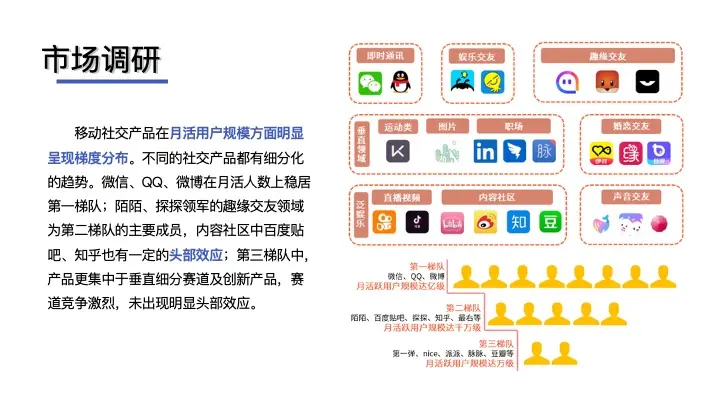 市场调研
移动社交产品在月活用户规模方面明显
呈现梯度分布。不同的社交产品都有细分化
的趋势。微信、QQ、微博在月活人数上稳居
第一梯队；陌陌、探探领军的趣缘交友领域
为第二梯队的主要成员，内容社区中百度贴
吧、知乎也有一定的头部效应；第三梯队中，
产品更集中于垂直细分赛道及创新产品，赛
道竞争激烈，未出现明显头部效应。
即时通讯
娱乐交友
趣缘交友
垂直领域
运动类
图片
职场
in
脉
婚恋交友
伊对
缘
泛娱乐
直播视频
内容社区
知
豆
声音交友
第一梯队
微信、QQ、微博
月活跃用户规模达亿级
第二梯队
陌陌、百度贴吧、探探、知乎、最右等
月活跃用户规模达千万级
第三梯队
第一弹、nice、派派、脉脉、豆瓣等
月活跃用户规模达万级